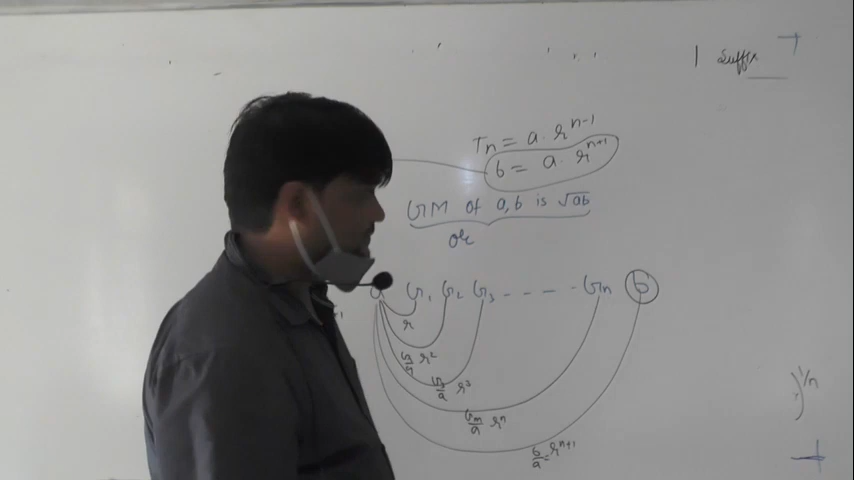 1 Suffix
Tn = a. r^n-1
b = a. r^n+1
GM of a,b is √ab
or
a G1 G2 G3 - - - - Gn b
r
r^2
G3/a r^3
Gn/a r^n
b/a = r^n+1
)^1/n